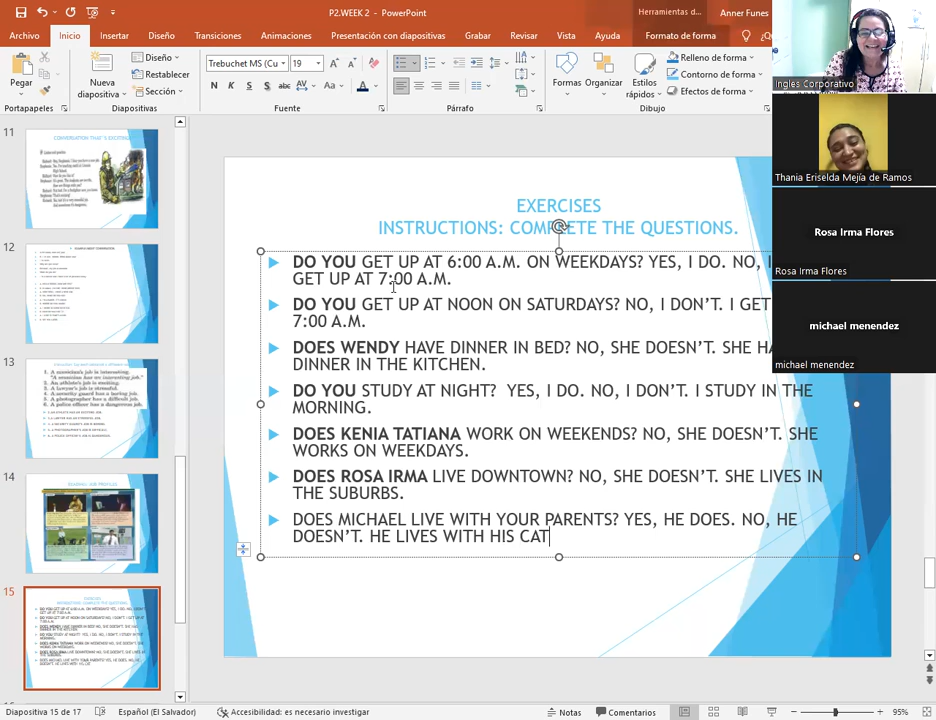 P2.WEEK 2 - PowerPoint
Herramientas d...
Anner Funes
Archivo Inicio Insertar Diseño Transiciones Animaciones Presentación con diapositivas Grabar Revisar Vista Ayuda Formato de forma
Pegar
Nueva diapositiva
Diseño
Restablecer
Sección
Trebuchet MS (Cu
19
N K S abc AV Aa A
Formas Organizar Estilos rápidos
Relleno de forma
Contorno de forma
Efectos de forma
Portapapeles Diapositivas Fuente Párrafo Dibujo
Ingles Corporativo
Thania Eriselda Mejía de Ramos
Rosa Irma Flores
Rosa Irma Flores
michael menendez
michael menendez
11
12
13
14
15
EXERCISES
INSTRUCTIONS: COMPLETE THE QUESTIONS.
DO YOU GET UP AT 6:00 A.M. ON WEEKDAYS? YES, I DO. NO, I
GET UP AT 7:00 A.M.
DO YOU GET UP AT NOON ON SATURDAYS? NO, I DON'T. I GET
7:00 A.M.
DOES WENDY HAVE DINNER IN BED? NO, SHE DOESN'T. SHE HA
DINNER IN THE KITCHEN.
DO YOU STUDY AT NIGHT? YES, I DO. NO, I DON'T. I STUDY IN THE
MORNING.
DOES KENIA TATIANA WORK ON WEEKENDS? NO, SHE DOESN'T. SHE
WORKS ON WEEKDAYS.
DOES ROSA IRMA LIVE DOWNTOWN? NO, SHE DOESN'T. SHE LIVES IN
THE SUBURBS.
DOES MICHAEL LIVE WITH YOUR PARENTS? YES, HE DOES. NO, HE
DOESN'T. HE LIVES WITH HIS CAT
Diapositiva 15 de 17
Español (El Salvador)
Accesibilidad: es necesario investigar
Notas
Comentarios
95%